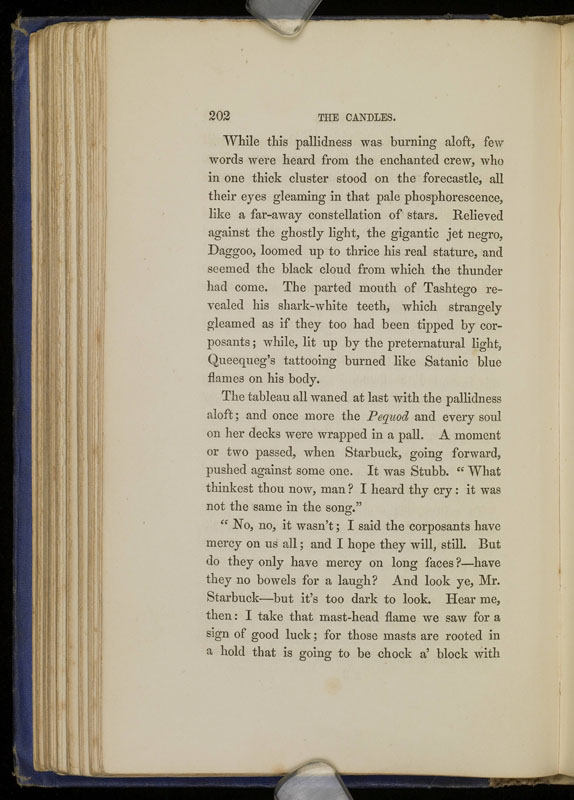 202
THE CANDLES.
While this pallidness was burning aloft, few
words were heard from the enchanted crew, who
in one thick cluster stood on the forecastle, all
their eyes gleaming in that pale phosphorescence,
like a far-away constellation of stars. Relieved
against the ghostly light, the gigantic jet negro,
Daggoo, loomed up to thrice his real stature, and
seemed the black cloud from which the thunder
had come. The parted mouth of Tashtego re-
vealed his shark-white teeth, which strangely
gleamed as if they too had been tipped by cor-
posants; while, lit up by the preternatural light,
Queequeg's tattooing burned like Satanic blue
flames on his body.
The tableau all waned at last with the pallidness
aloft; and once more the Pequod and every soul
on her decks were wrapped in a pall. A moment
or two passed, when Starbuck, going forward,
pushed against some one. It was Stubb. "What
thinkest thou now, man? I heard thy cry: it was
not the same in the song."
"No, no, it wasn't; I said the corposants have
mercy on us all; and I hope they will, still. But
do they only have mercy on long faces?—have
they no bowels for a laugh? And look ye, Mr.
Starbuck—but it's too dark to look. Hear me,
then: I take that mast-head flame we saw for a
sign of good luck; for those masts are rooted in
a hold that is going to be chock a' block with